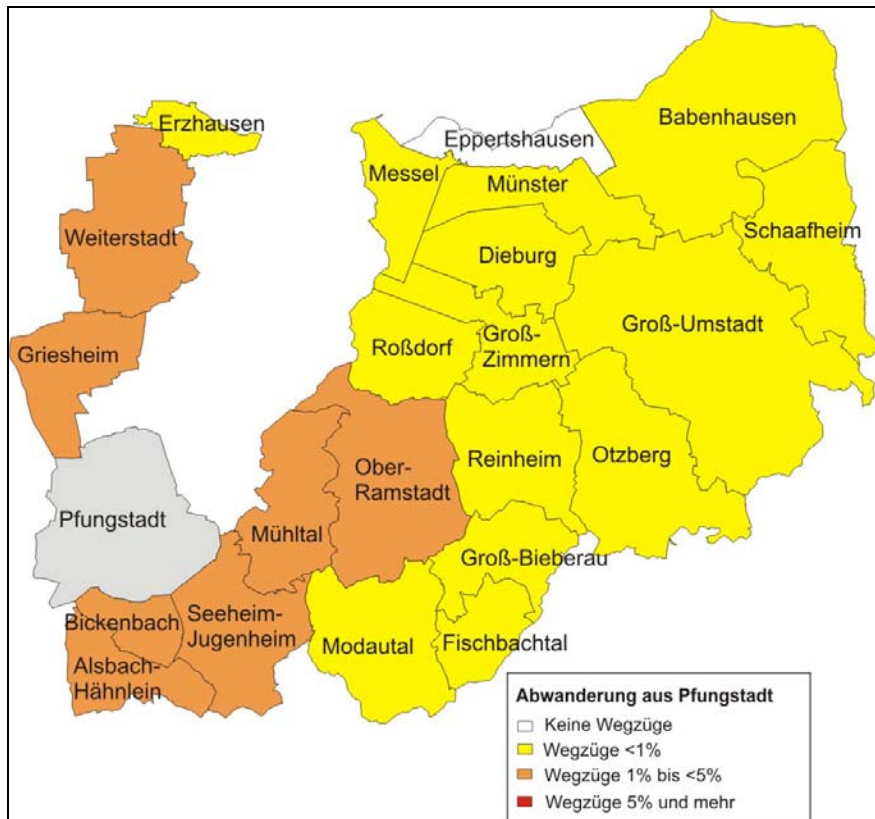 Erzhausen
Babenhausen
Eppertshausen
Messel
Münster
Weiterstadt
Schaafheim
Dieburg
Groß-Umstadt
Griesheim
Roßdorf
Groß-
Zimmern
Ober-
Ramstadt
Reinheim
Otzberg
Pfungstadt
Mühltal
Groß-Bieberau
Bickenbach
Seeheim-
Jugenheim
Modautal
Fischbachtal
Alsbach-
Hähnlein
Abwanderung aus Pfungstadt
Keine Wegzüge
Wegzüge <1%
Wegzüge 1% bis <5%
Wegzüge 5% und mehr